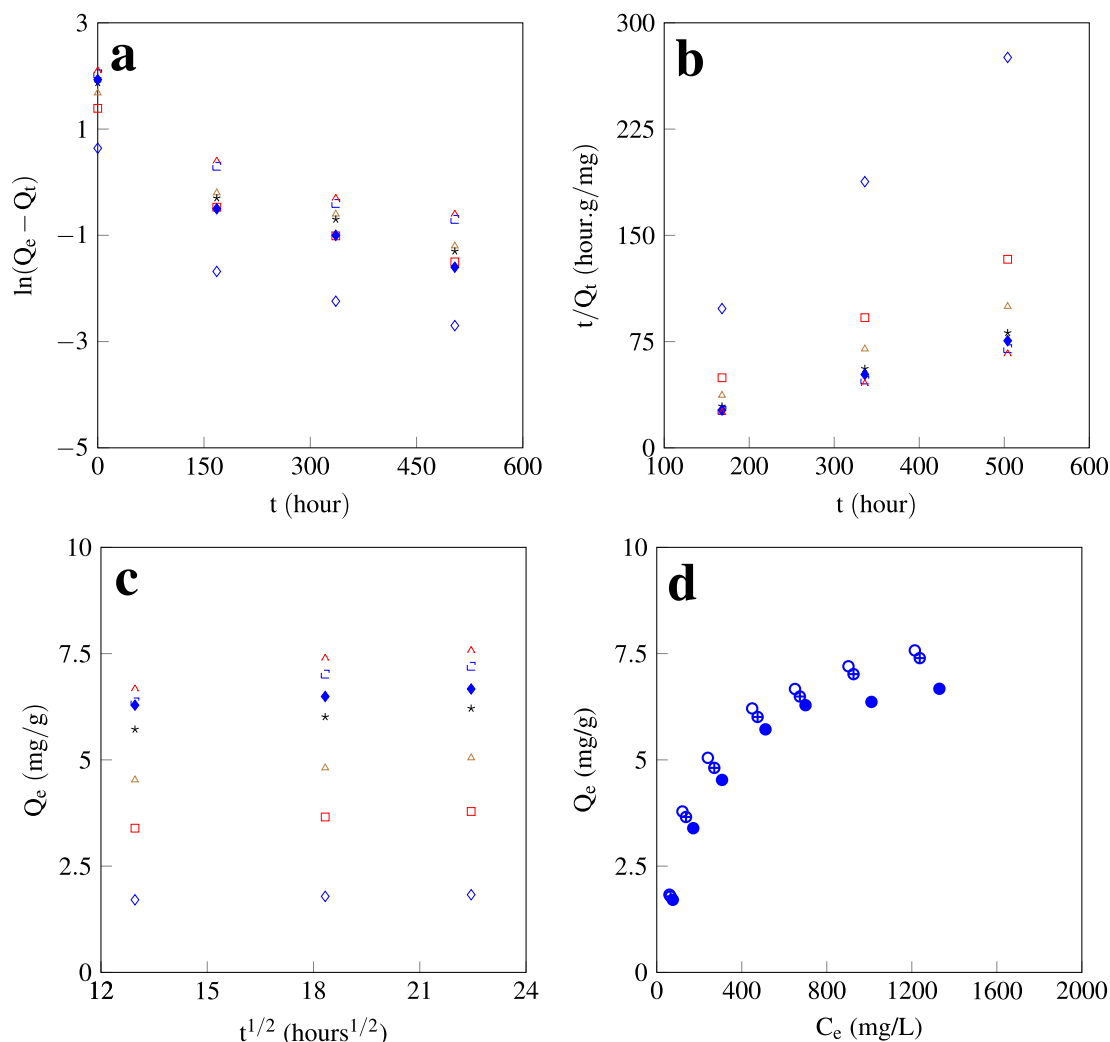 a
3
1
−1
−3
−5
ln(Qe − Qt)
0 150 300 450 600
t (hour)
b
300
225
150
75
0
t/Qt (hour.g/mg)
100 200 300 400 500 600
t (hour)
c
10
7.5
5
2.5
0
Qe (mg/g)
12 15 18 21 24
t1/2 (hours1/2)
d
10
7.5
5
2.5
0
Qe (mg/g)
0 400 800 1200 1600 2000
Ce (mg/L)